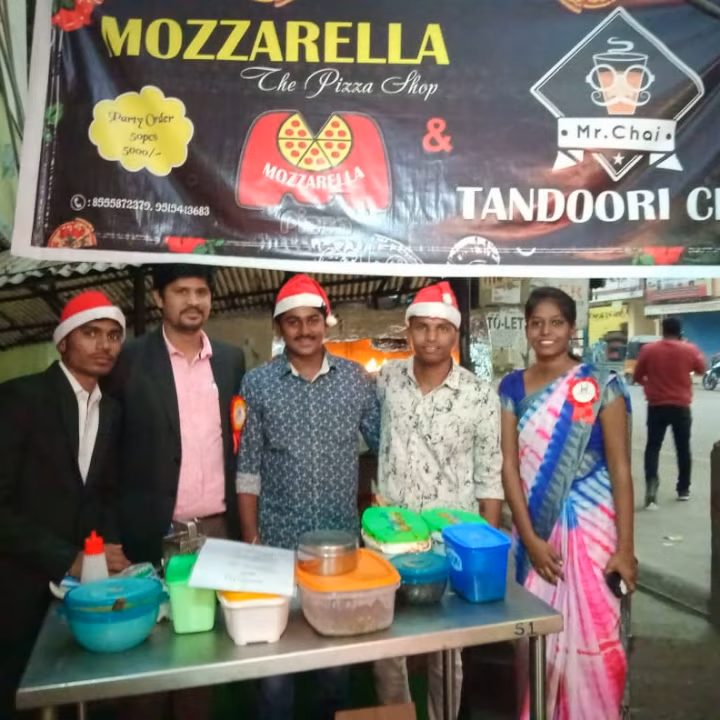 MOZZARELLA
The Pizza Shop
Party Order
50pcs
5000/-
MOZZARELLA
&
Mr.Chai
: 8555872379, 9515413683
TANDOORI
TO-LET
51